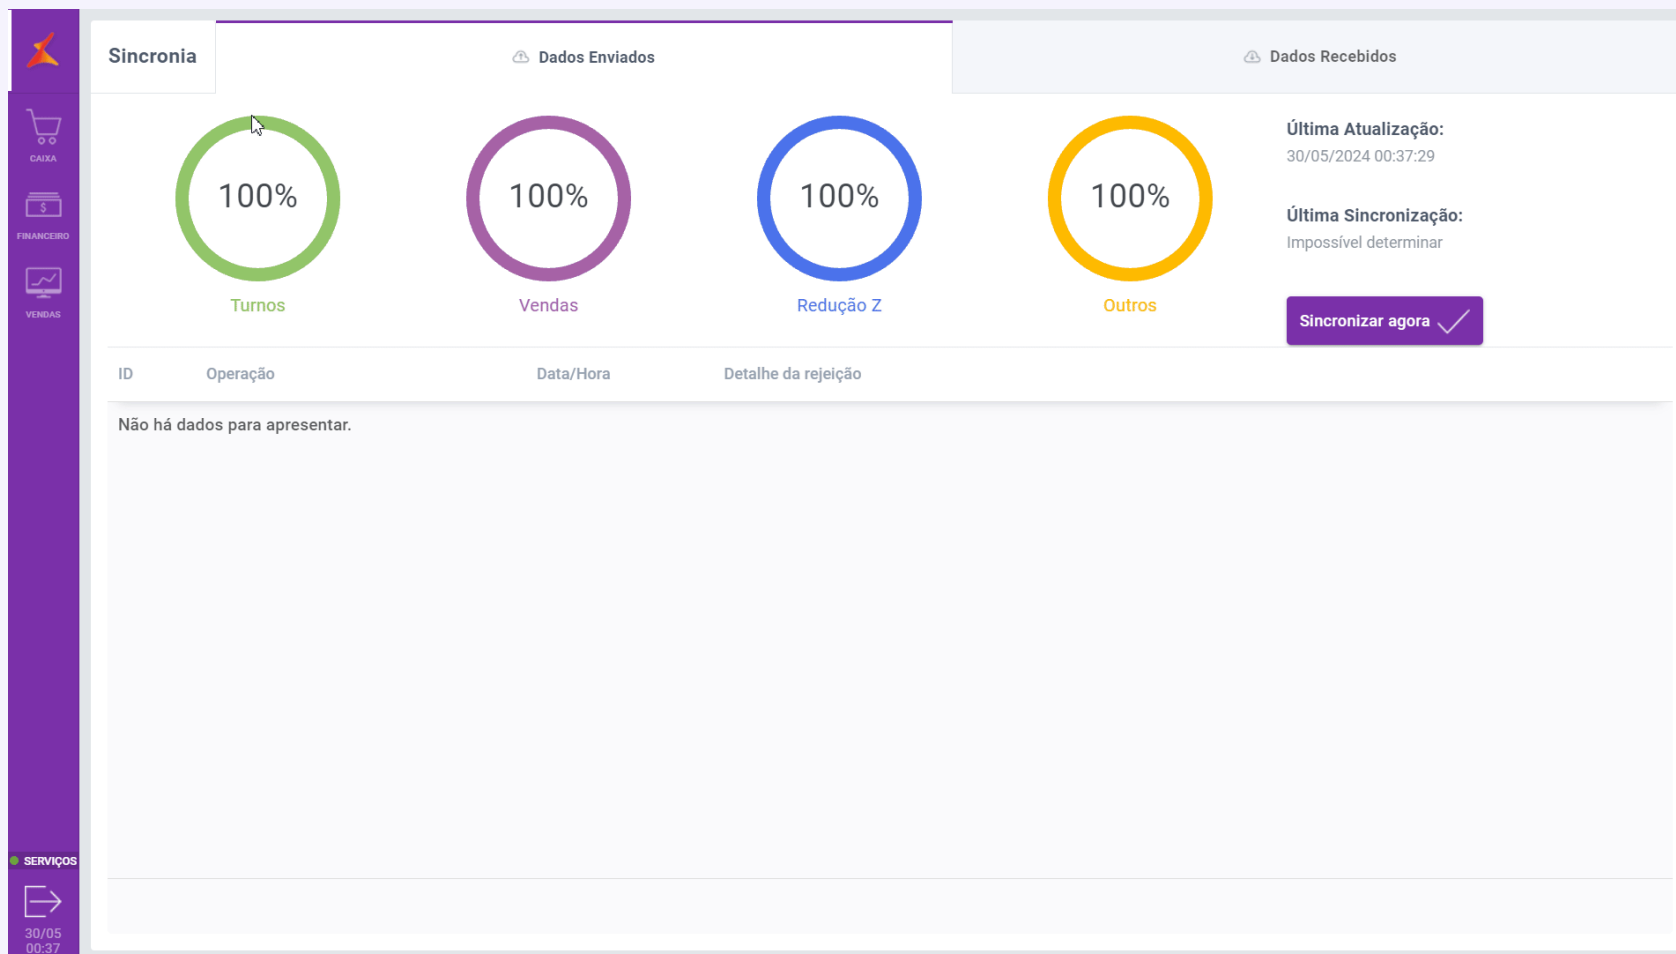 Sincronia
Dados Enviados
Dados Recebidos
CAIXA
$
FINANCEIRO
VENDAS
100%
Turnos
100%
Vendas
100%
Redução Z
100%
Outros
Última Atualização:
30/05/2024 00:37:29
Última Sincronização:
Impossível determinar
Sincronizar agora
ID Operação Data/Hora Detalhe da rejeição
Não há dados para apresentar.
SERVIÇOS
30/05
00:37